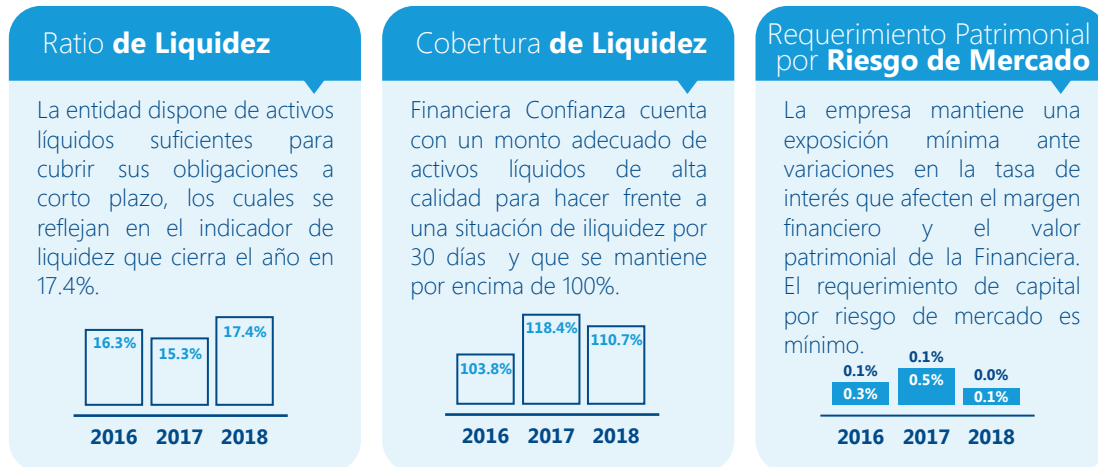 Ratio de Liquidez
La entidad dispone de activos
líquidos suficientes para
cubrir sus obligaciones a
corto plazo, los cuales se
reflejan en el indicador de
liquidez que cierra el año en
17.4%.
16.3%
15.3%
17.4%
2016 2017 2018
Cobertura de Liquidez
Financiera Confianza cuenta
con un monto adecuado de
activos líquidos de alta
calidad para hacer frente a
una situación de iliquidez por
30 días y que se mantiene
por encima de 100%.
103.8%
118.4%
110.7%
2016 2017 2018
Requerimiento Patrimonial
por Riesgo de Mercado
La empresa mantiene una
exposición mínima ante
variaciones en la tasa de
interés que afecten el margen
financiero y el valor
patrimonial de la Financiera.
El requerimiento de capital
por riesgo de mercado es
mínimo.
0.1% 0.1% 0.0%
0.3% 0.5% 0.1%
2016 2017 2018